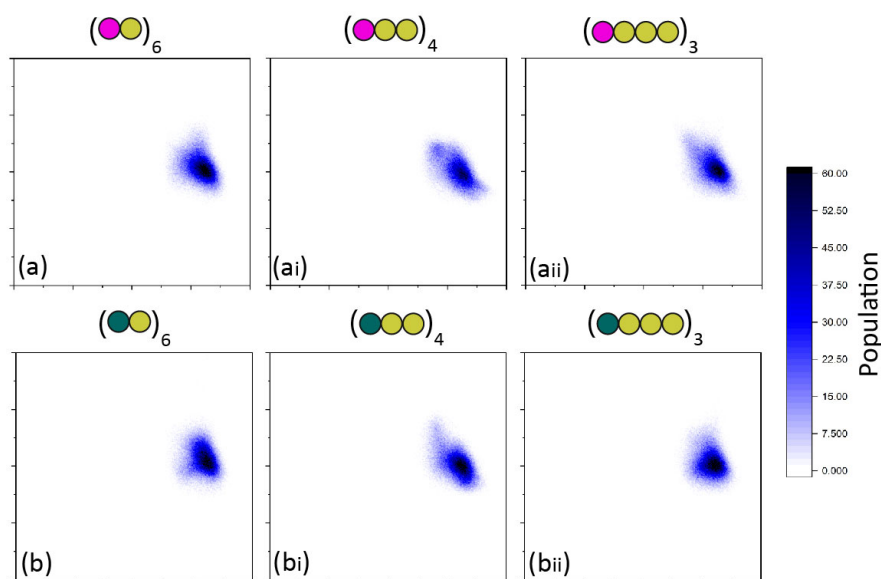 ( )6 ( )4 ( )3
(a) (ai) (aii)
60.00
52.50
45.00
37.50
30.00
22.50
15.00
7.500
0.000
Population
( )6 ( )4 ( )3
(b) (bi) (bii)